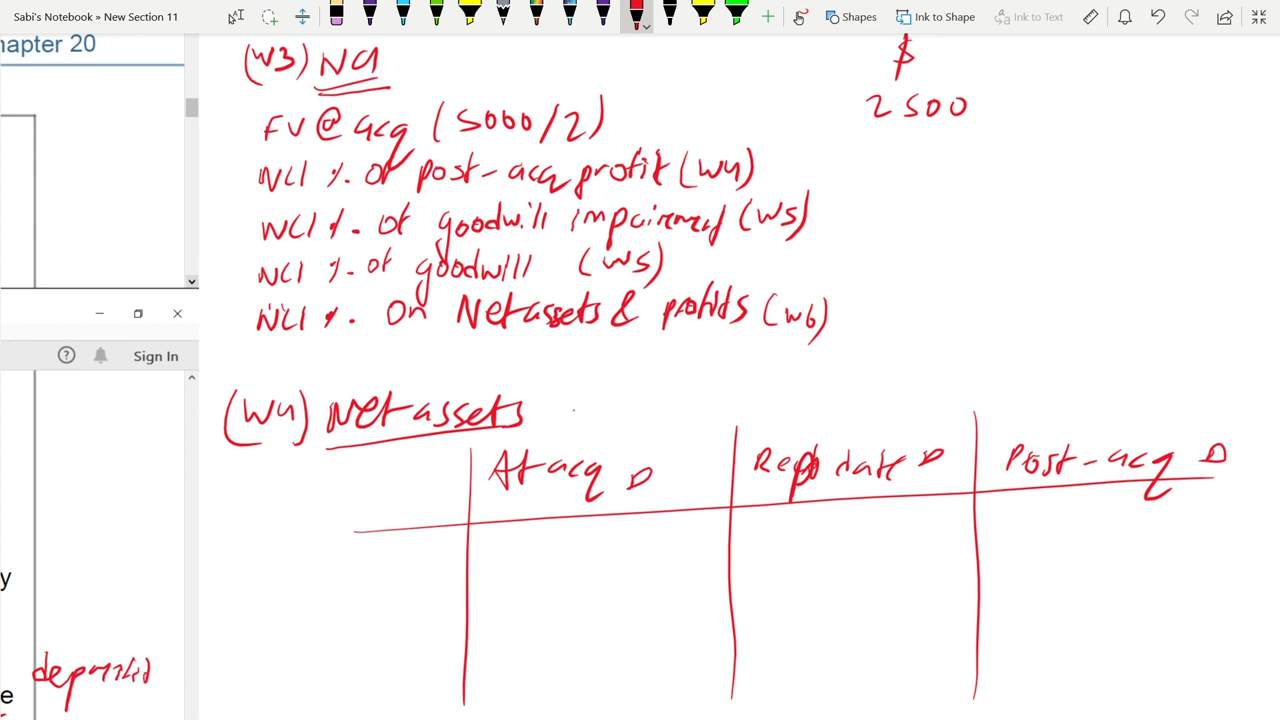 Sabi's Notebook » New Section 11
Shapes
Ink to Shape
Ink to Text
hapter 20
(W3) NCI
$
FV @ acq (5000/2)
2500
NCI % of post-acq profit (W4)
NCI % of goodwill impairment (W5)
NCI % of goodwill (W5)
NCI % on Net assets & profits (W6)
Sign In
(W4) Net assets
At acq D
Rep date D
Post-acq D
y
e